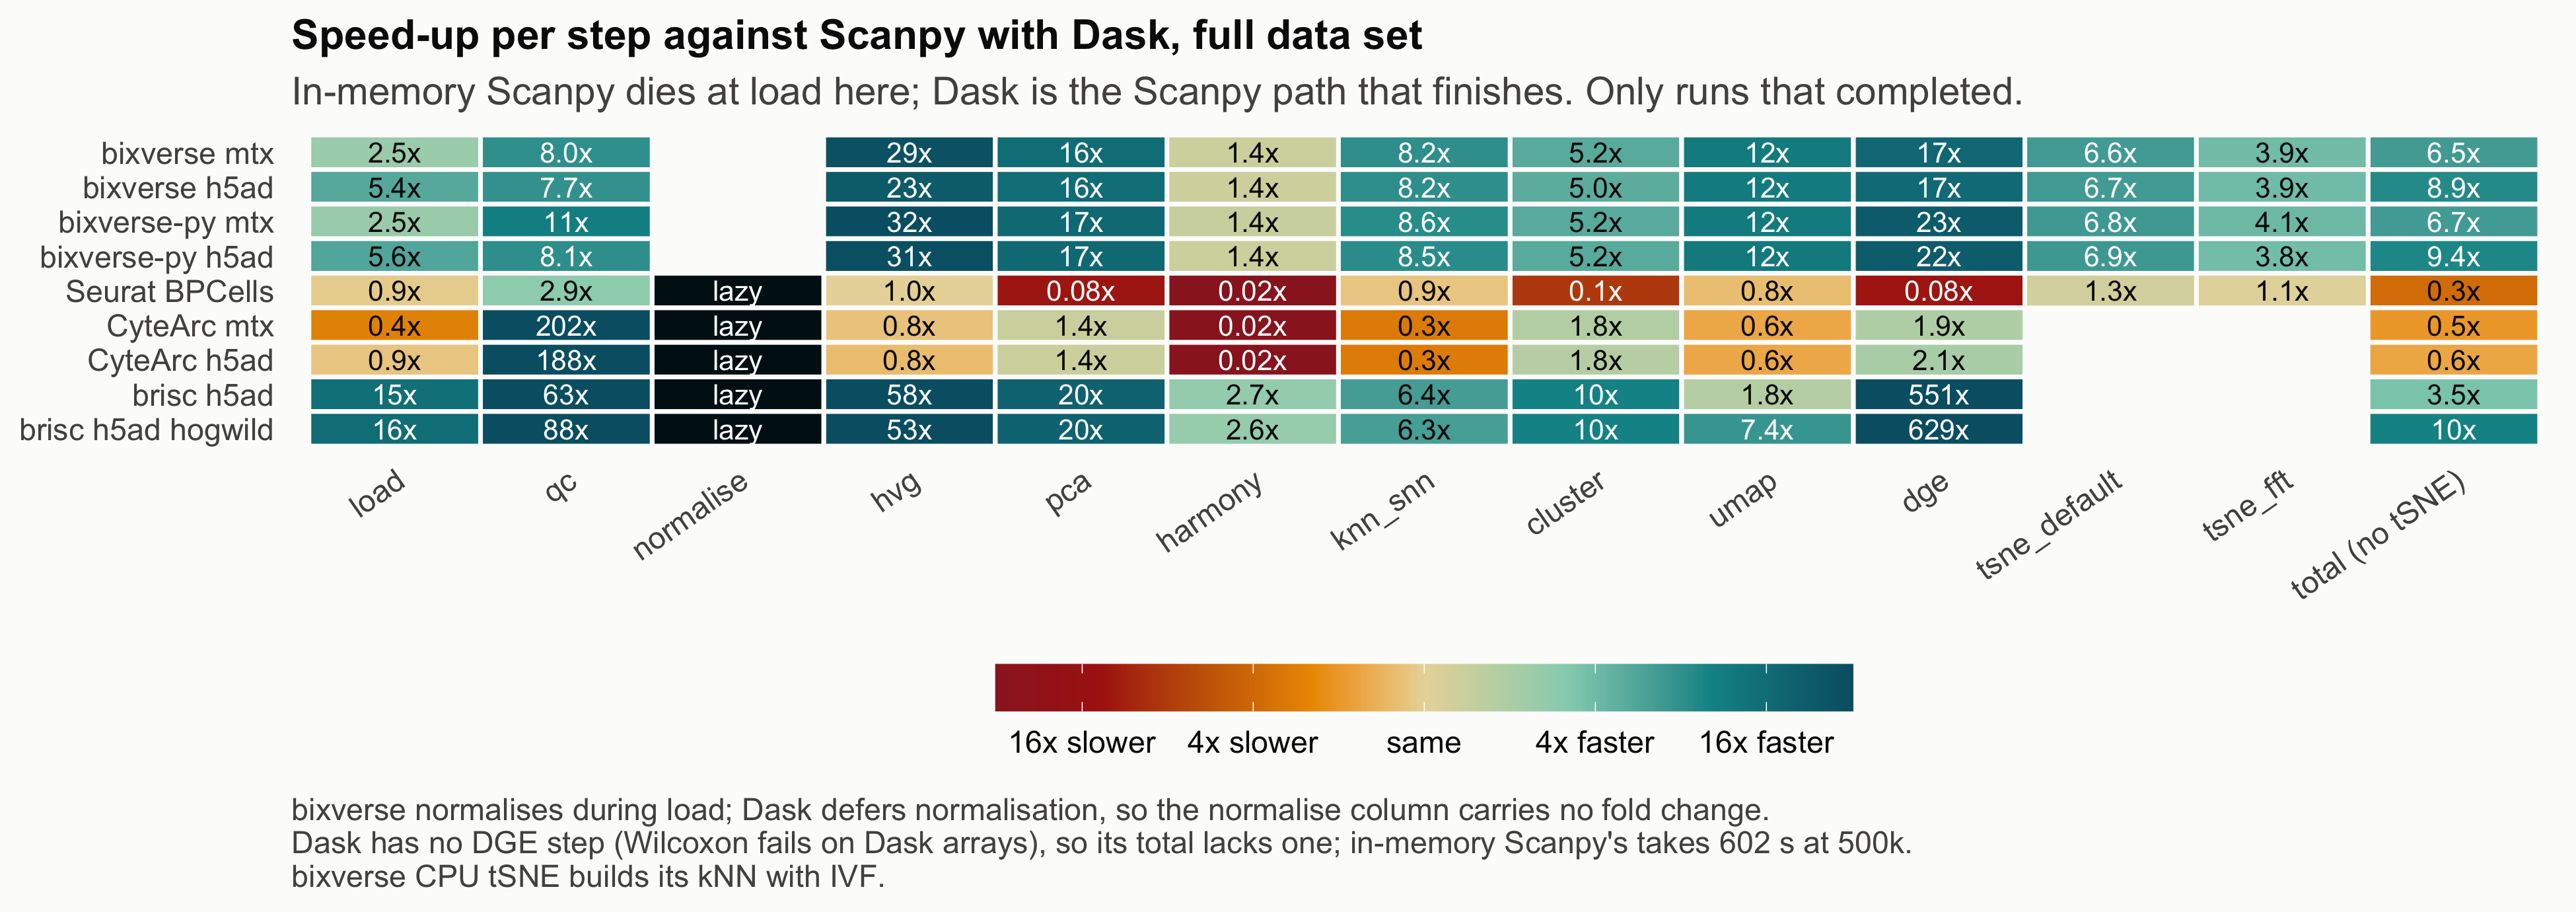 Speed-up per step against Scanpy with Dask, full data set
In-memory Scanpy dies at load here; Dask is the Scanpy path that finishes. Only runs that completed.
bixverse mtx 2.5x 8.0x 29x 16x 1.4x 8.2x 5.2x 12x 17x 6.6x 3.9x 6.5x
bixverse h5ad 5.4x 7.7x 23x 16x 1.4x 8.2x 5.0x 12x 17x 6.7x 3.9x 8.9x
bixverse-py mtx 2.5x 11x 32x 17x 1.4x 8.6x 5.2x 12x 23x 6.8x 4.1x 6.7x
bixverse-py h5ad 5.6x 8.1x 31x 17x 1.4x 8.5x 5.2x 12x 22x 6.9x 3.8x 9.4x
Seurat BPCells 0.9x 2.9x lazy 1.0x 0.08x 0.02x 0.9x 0.1x 0.8x 0.08x 1.3x 1.1x 0.3x
CyteArc mtx 0.4x 202x lazy 0.8x 1.4x 0.02x 0.3x 1.8x 0.6x 1.9x 0.5x
CyteArc h5ad 0.9x 188x lazy 0.8x 1.4x 0.02x 0.3x 1.8x 0.6x 2.1x 0.6x
brisc h5ad 15x 63x lazy 58x 20x 2.7x 6.4x 10x 1.8x 551x 3.5x
brisc h5ad hogwild 16x 88x lazy 53x 20x 2.6x 6.3x 10x 7.4x 629x 10x
load qc normalise hvg pca harmony knn_snn cluster umap dge tsne_default tsne_fft total (no tSNE)
16x slower 4x slower same 4x faster 16x faster
bixverse normalises during load; Dask defers normalisation, so the normalise column carries no fold change.
Dask has no DGE step (Wilcoxon fails on Dask arrays), so its total lacks one; in-memory Scanpy's takes 602 s at 500k.
bixverse CPU tSNE builds its kNN with IVF.